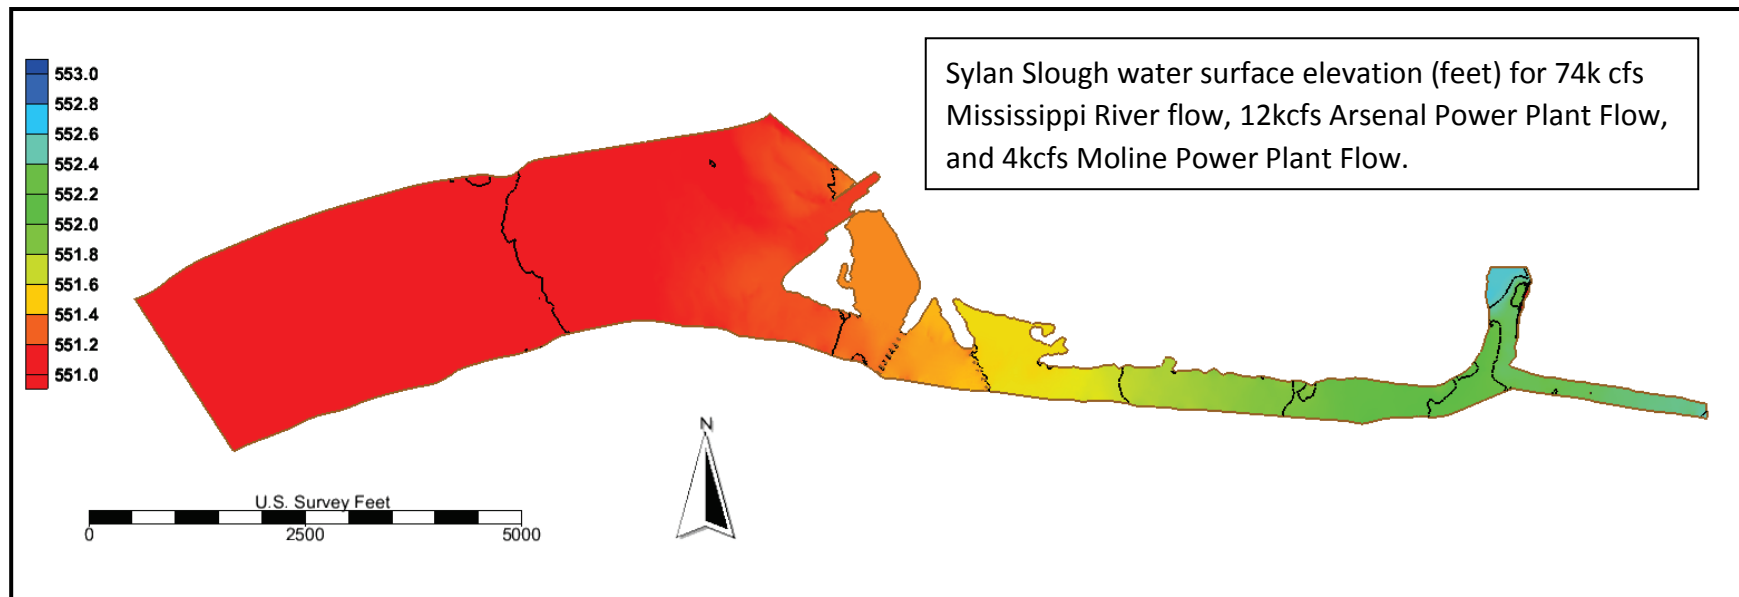 Sylan Slough water surface elevation (feet) for 74k cfs
Mississippi River flow, 12kcfs Arsenal Power Plant Flow,
and 4kcfs Moline Power Plant Flow.
553.0
552.8
552.6
552.4
552.2
552.0
551.8
551.6
551.4
551.2
551.0
N
U.S. Survey Feet
0 2500 5000